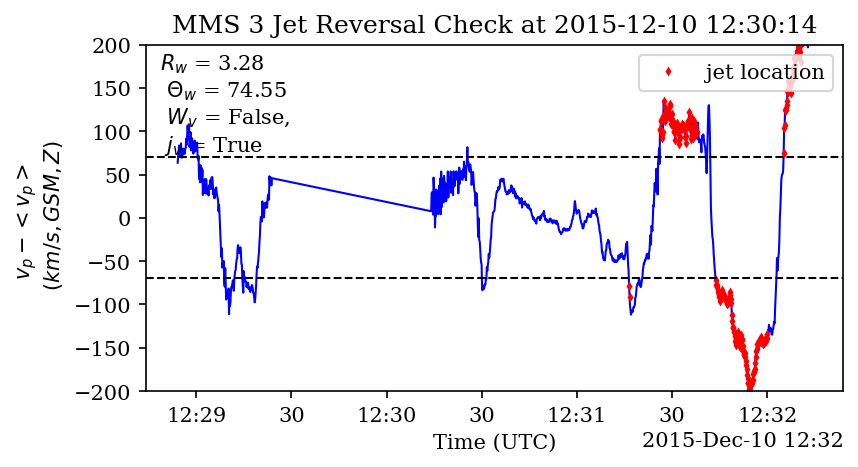 MMS 3 Jet Reversal Check at 2015-12-10 12:30:14
R_w = 3.28
Θ_w = 74.55
W_v = False,
j_v = True
jet location
v_p − <v_p>
(km/s, GSM, Z)
200
150
100
50
0
−50
−100
−150
−200
12:29
30
12:30
30
12:31
30
12:32
Time (UTC)
2015-Dec-10 12:32